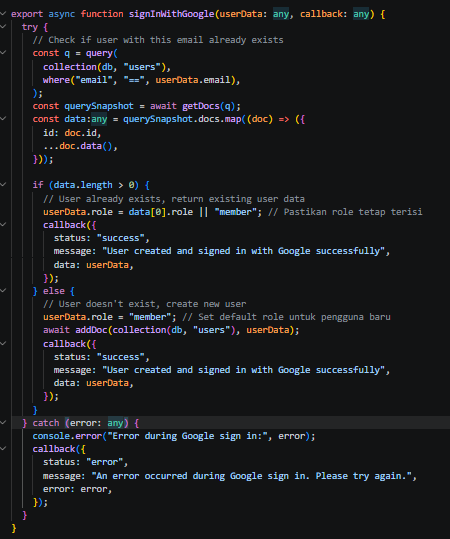 export async function signInWithGoogle(userData: any, callback: any) {
  try {
    // Check if user with this email already exists
    const q = query(
      collection(db, "users"),
      where("email", "==", userData.email),
    );
    const querySnapshot = await getDocs(q);
    const data:any = querySnapshot.docs.map((doc) => ({
      id: doc.id,
      ...doc.data(),
    }));

    if (data.length > 0) {
      // User already exists, return existing user data
      userData.role = data[0].role || "member"; // Pastikan role tetap terisi
      callback({
        status: "success",
        message: "User created and signed in with Google successfully",
        data: userData,
      });
    } else {
      // User doesn't exist, create new user
      userData.role = "member"; // Set default role untuk pengguna baru
      await addDoc(collection(db, "users"), userData);
      callback({
        status: "success",
        message: "User created and signed in with Google successfully",
        data: userData,
      });
    }
  } catch (error: any) {
    console.error("Error during Google sign in:", error);
    callback({
      status: "error",
      message: "An error occurred during Google sign in. Please try again.",
      error: error,
    });
  }
}